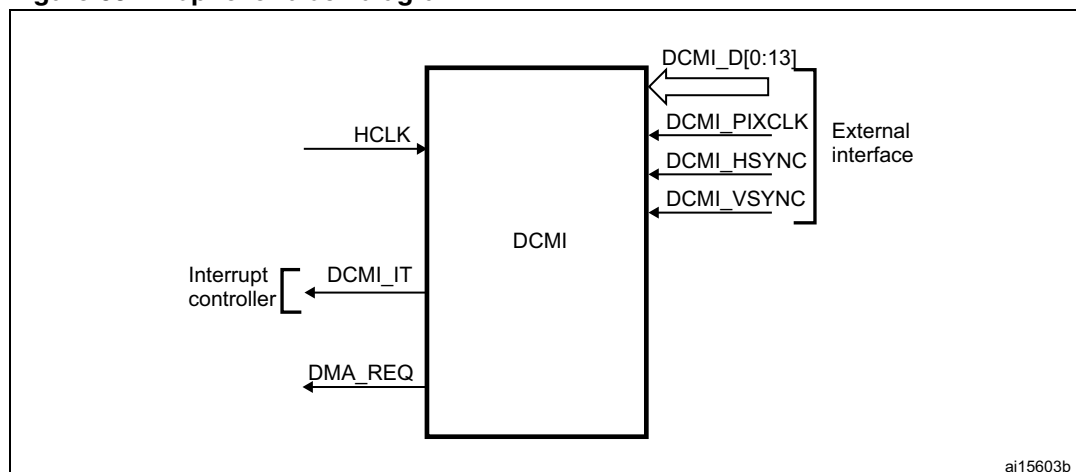 DCMI_D[0:13]
DCMI_PIXCLK
HCLK
External
interface
DCMI_HSYNC
DCMI_VSYNC
DCMI
Interrupt
controller
DCMI_IT
DMA_REQ
ai15603b